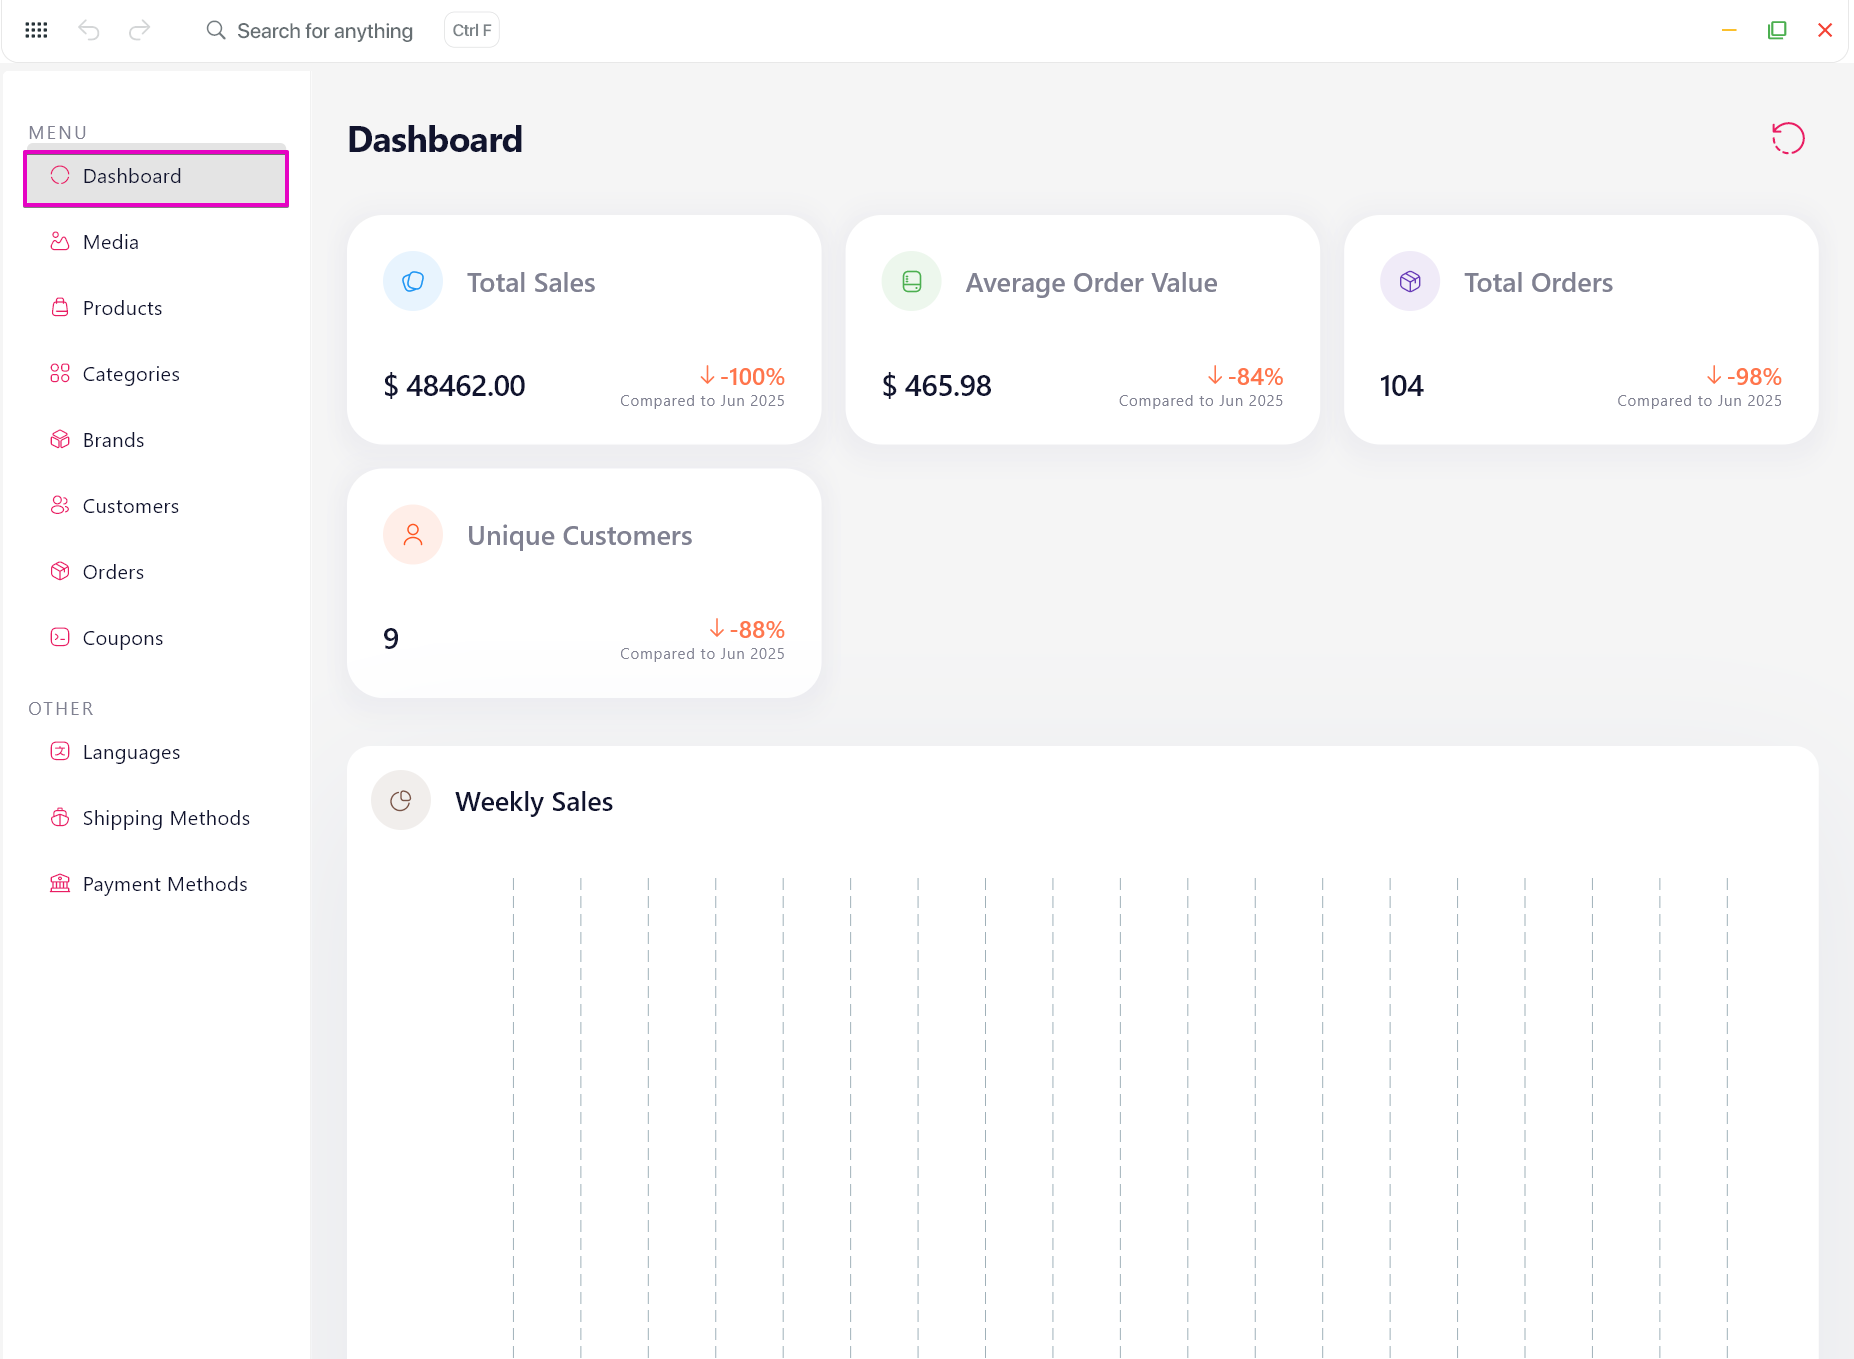 Search for anything
Ctrl F
MENU
Dashboard
Media
Products
Categories
Brands
Customers
Orders
Coupons
OTHER
Languages
Shipping Methods
Payment Methods
Dashboard
Total Sales
$ 48462.00
-100%
Compared to Jun 2025
Average Order Value
$ 465.98
-84%
Compared to Jun 2025
Total Orders
104
-98%
Compared to Jun 2025
Unique Customers
9
-88%
Compared to Jun 2025
Weekly Sales